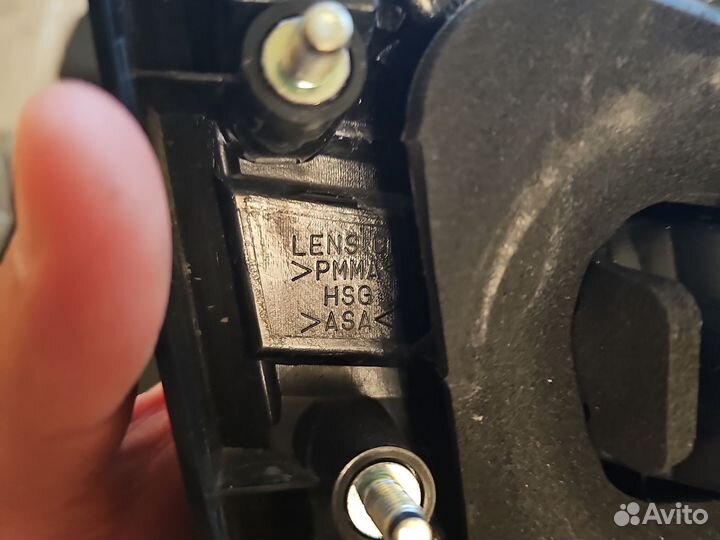 LENS
>PMMA
HSG
>ASA<
Avito